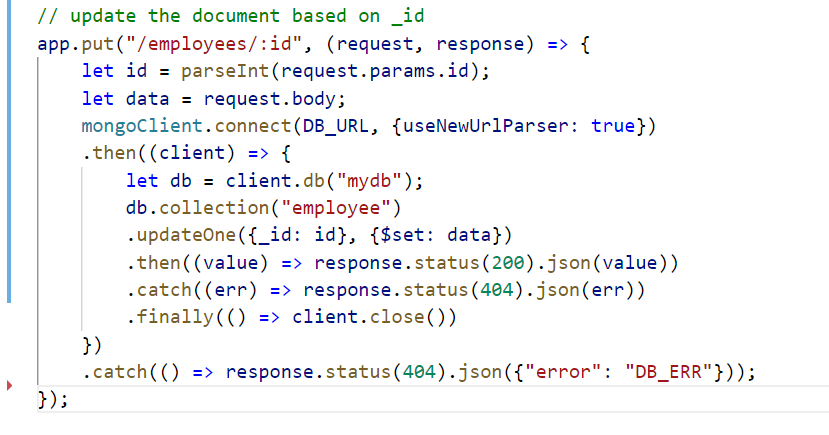 // update the document based on _id
app.put("/employees/:id", (request, response) => {
    let id = parseInt(request.params.id);
    let data = request.body;
    mongoClient.connect(DB_URL, {useNewUrlParser: true})
    .then((client) => {
        let db = client.db("mydb");
        db.collection("employee")
        .updateOne({_id: id}, {$set: data})
        .then((value) => response.status(200).json(value))
        .catch((err) => response.status(404).json(err))
        .finally(() => client.close())
    })
    .catch(() => response.status(404).json({"error": "DB_ERR"}));
});